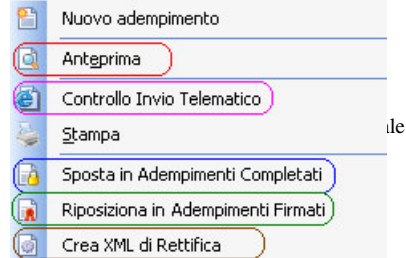 Nuovo adempimento
Anteprima
Controllo Invio Telematico
Stampa
ale
Sposta in Adempimenti Completati
Riposiziona in Adempimenti Firmati
Crea XML di Rettifica